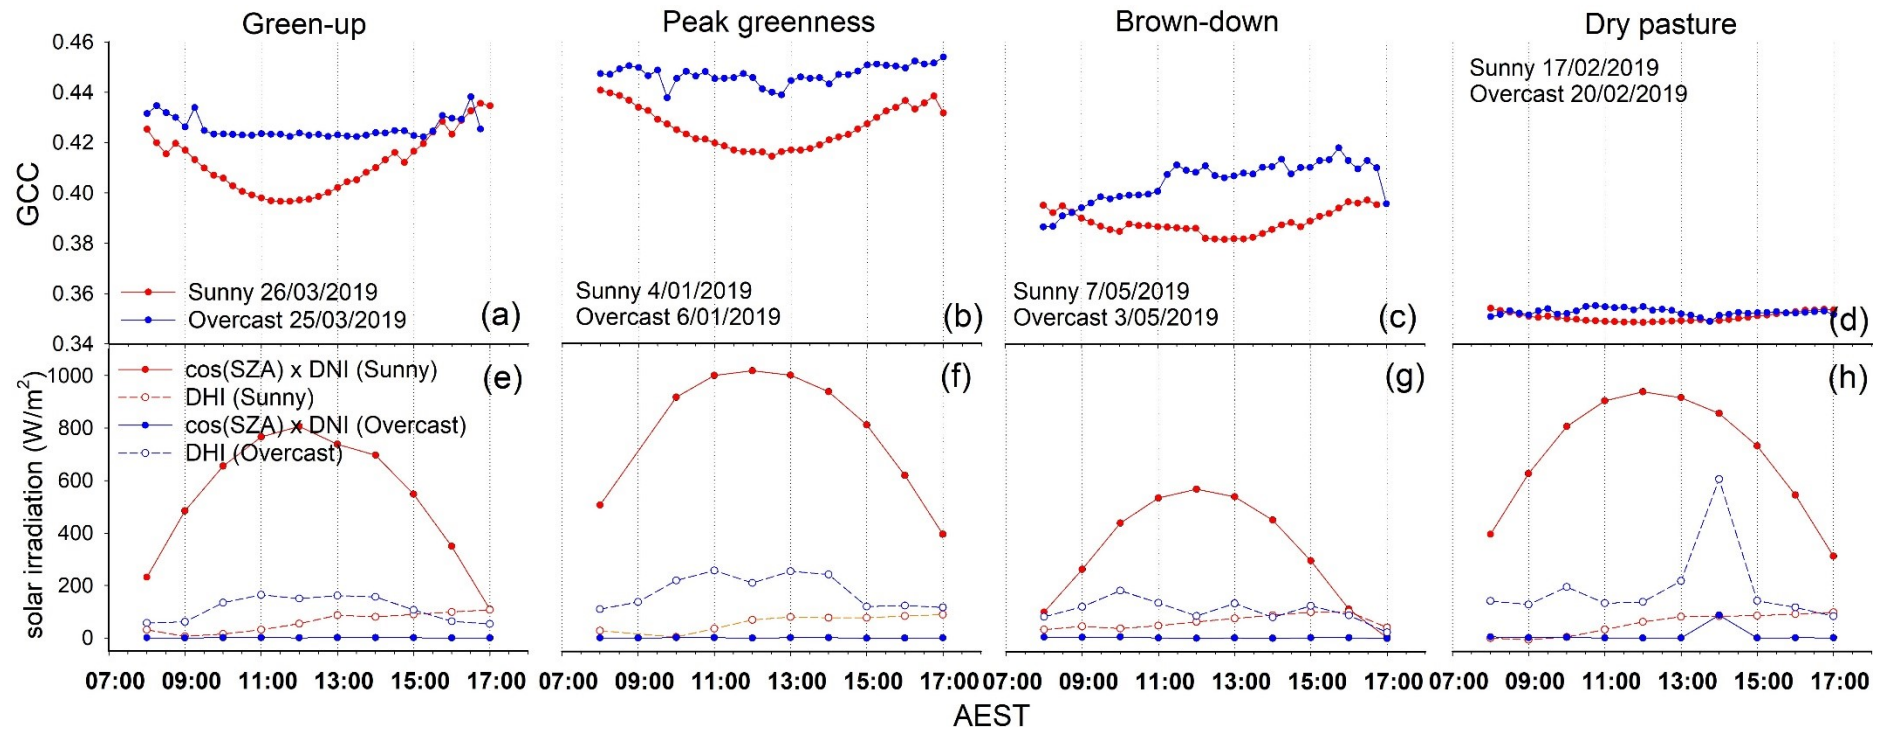 Green-up
Peak greenness
Brown-down
Dry pasture
GCC
0.46
0.44
0.42
0.40
0.38
0.36
0.34
Sunny 26/03/2019
Overcast 25/03/2019
(a)
Sunny 4/01/2019
Overcast 6/01/2019
(b)
Sunny 7/05/2019
Overcast 3/05/2019
(c)
Sunny 17/02/2019
Overcast 20/02/2019
(d)
solar irradiation (W/m²)
1000
800
600
400
200
0
cos(SZA) x DNI (Sunny)
DHI (Sunny)
cos(SZA) x DNI (Overcast)
DHI (Overcast)
(e)
(f)
(g)
(h)
07:00 09:00 11:00 13:00 15:00 17:00
07:00 09:00 11:00 13:00 15:00 17:00
07:00 09:00 11:00 13:00 15:00 17:00
07:00 09:00 11:00 13:00 15:00 17:00
AEST